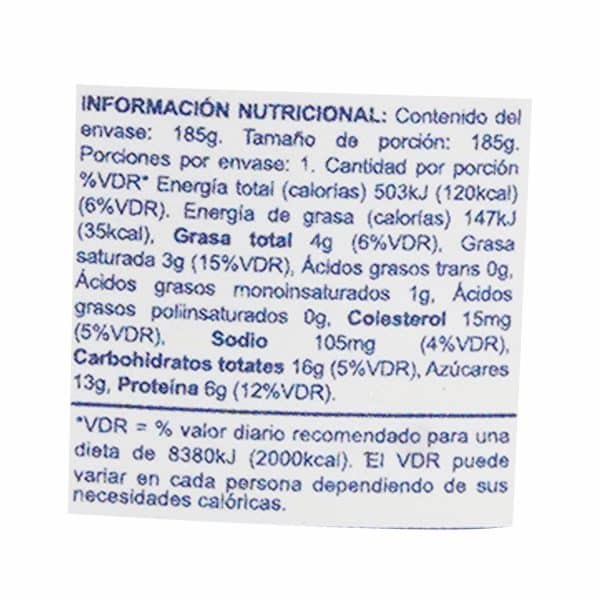 INFORMACIÓN NUTRICIONAL: Contenido del
envase: 185g. Tamaño de porción: 185g.
Porciones por envase: 1. Cantidad por porción
%VDR* Energía total (calorías) 503kJ (120kcal)
(6%VDR). Energía de grasa (calorías) 147kJ
(35kcal), Grasa total 4g (6%VDR), Grasa
saturada 3g (15%VDR), Ácidos grasos trans 0g,
Ácidos grasos monoinsaturados 1g, Ácidos
grasos poliinsaturados 0g, Colesterol 15mg
(5%VDR), Sodio 105mg (4%VDR),
Carbohidratos totates 16g (5%VDR), Azúcares
13g, Proteína 6g (12%VDR).
*VDR = % valor diario recomendado para una
dieta de 8380kJ (2000kcal). El VDR puede
variar en cada persona dependiendo de sus
necesidades calóricas.